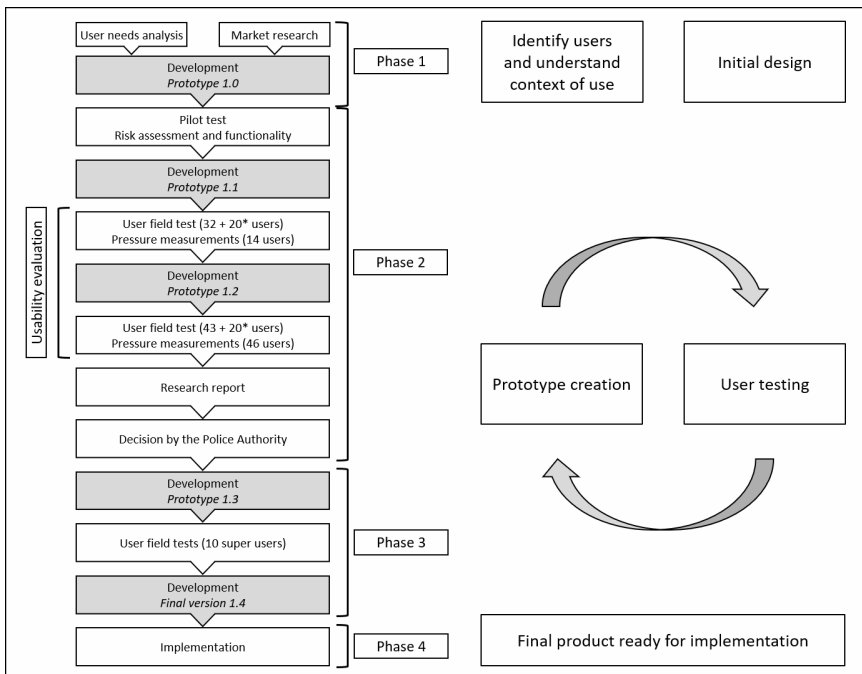 User needs analysis
Market research
Development
Prototype 1.0
Phase 1
Pilot test
Risk assessment and functionality
Development
Prototype 1.1
Usability evaluation
User field test (32 + 20* users)
Pressure measurements (14 users)
Development
Prototype 1.2
Phase 2
User field test (43 + 20* users)
Pressure measurements (46 users)
Research report
Decision by the Police Authority
Development
Prototype 1.3
User field tests (10 super users)
Phase 3
Development
Final version 1.4
Implementation
Phase 4
Identify users
and understand
context of use
Initial design
Prototype creation
User testing
Final product ready for implementation